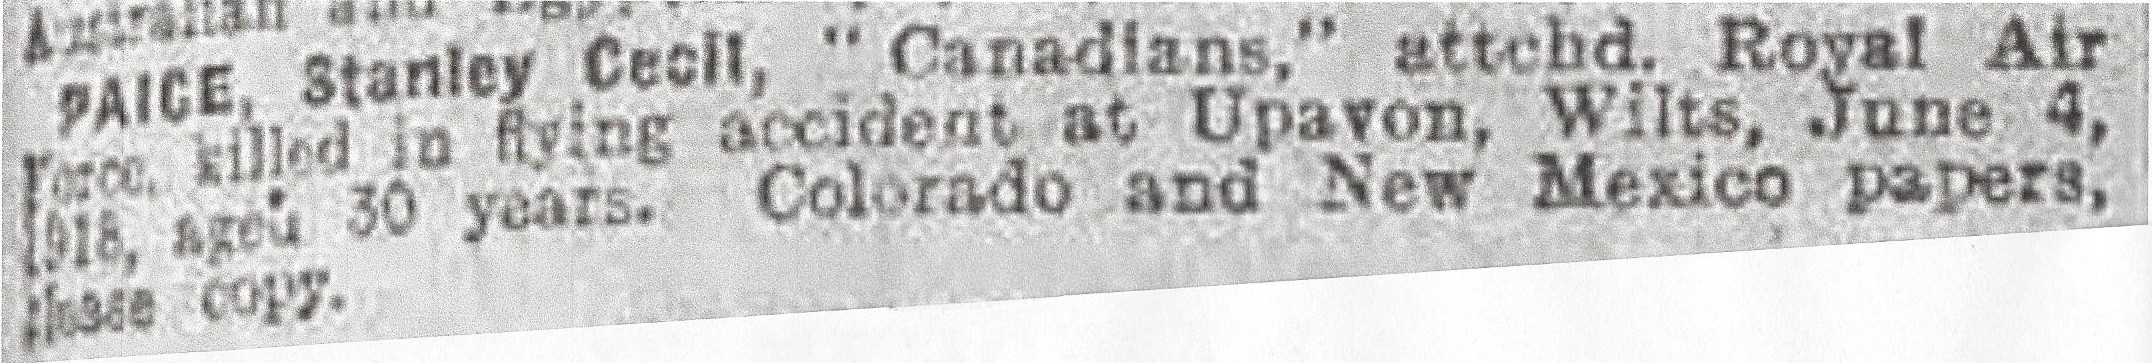 Australian and
PAICE, Stanley Cecil, "Canadians," attchd. Royal Air
Force, killed in flying accident at Upavon, Wilts, June 4,
1918, aged 30 years. Colorado and New Mexico papers,
please copy.